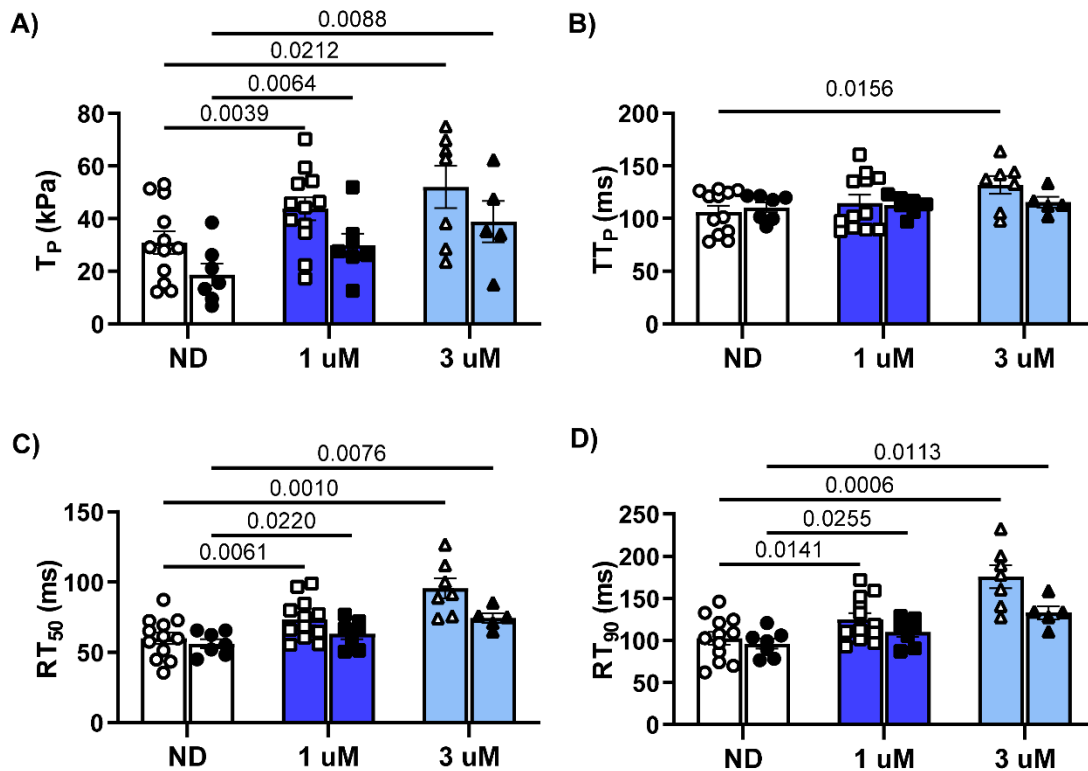 A)
0.0088
0.0212
0.0064
0.0039
80
60
40
20
0
TP (kPa)
ND
1 uM
3 uM
B)
0.0156
200
150
100
50
0
TTP (ms)
ND
1 uM
3 uM
C)
0.0076
0.0010
0.0220
0.0061
150
100
50
0
RT50 (ms)
ND
1 uM
3 uM
D)
0.0113
0.0006
0.0255
0.0141
250
200
150
100
50
0
RT90 (ms)
ND
1 uM
3 uM